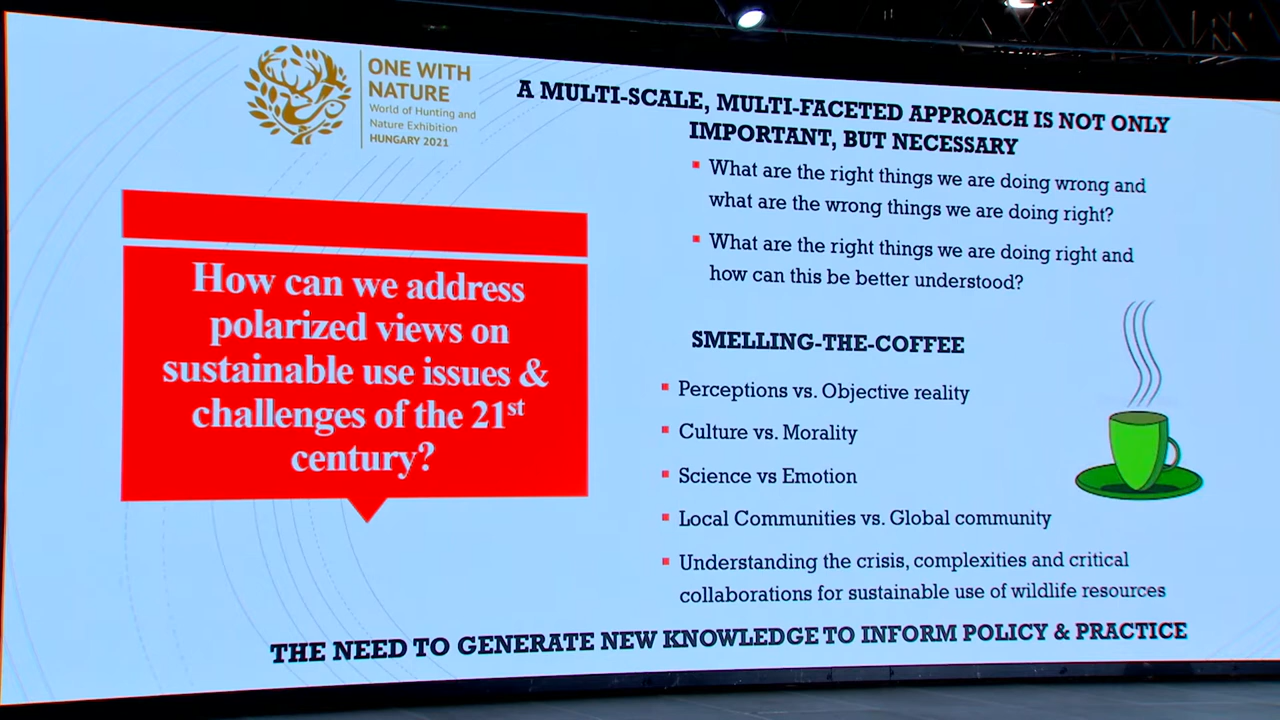 ONE WITH
NATURE
World of Hunting and
Nature Exhibition
HUNGARY 2021
A MULTI-SCALE, MULTI-FACETED APPROACH IS NOT ONLY
IMPORTANT, BUT NECESSARY
What are the right things we are doing wrong and
what are the wrong things we are doing right?
What are the right things we are doing right and
how can this be better understood?
How can we address
polarized views on
sustainable use issues &
challenges of the 21st
century?
SMELLING-THE-COFFEE
Perceptions vs. Objective reality
Culture vs. Morality
Science vs Emotion
Local Communities vs. Global community
Understanding the crisis, complexities and critical
collaborations for sustainable use of wildlife resources
THE NEED TO GENERATE NEW KNOWLEDGE TO INFORM POLICY & PRACTICE